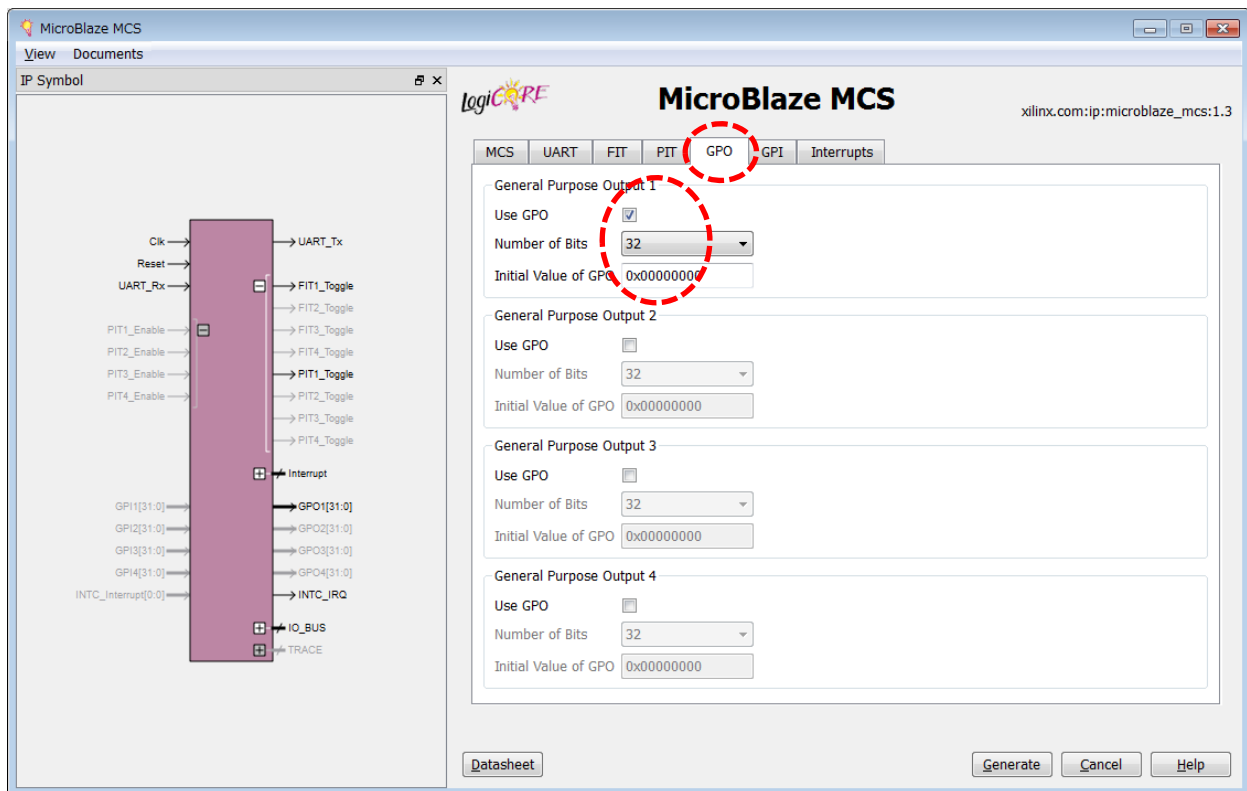 MicroBlaze MCS
View Documents
IP Symbol
Clk
Reset
UART_Rx
PIT1_Enable
PIT2_Enable
PIT3_Enable
PIT4_Enable
GPI1[31:0]
GPI2[31:0]
GPI3[31:0]
GPI4[31:0]
INTC_Interrupt[0:0]
UART_Tx
FIT1_Toggle
FIT2_Toggle
FIT3_Toggle
FIT4_Toggle
PIT1_Toggle
PIT2_Toggle
PIT3_Toggle
PIT4_Toggle
Interrupt
GPO1[31:0]
GPO2[31:0]
GPO3[31:0]
GPO4[31:0]
INTC_IRQ
IO_BUS
TRACE
LogiCORE
MicroBlaze MCS
xilinx.com:ip:microblaze_mcs:1.3
MCS UART FIT PIT GPO GPI Interrupts
General Purpose Output 1
Use GPO
Number of Bits 32
Initial Value of GPO 0x00000000
General Purpose Output 2
Use GPO
Number of Bits 32
Initial Value of GPO 0x00000000
General Purpose Output 3
Use GPO
Number of Bits 32
Initial Value of GPO 0x00000000
General Purpose Output 4
Use GPO
Number of Bits 32
Initial Value of GPO 0x00000000
Datasheet Generate Cancel Help